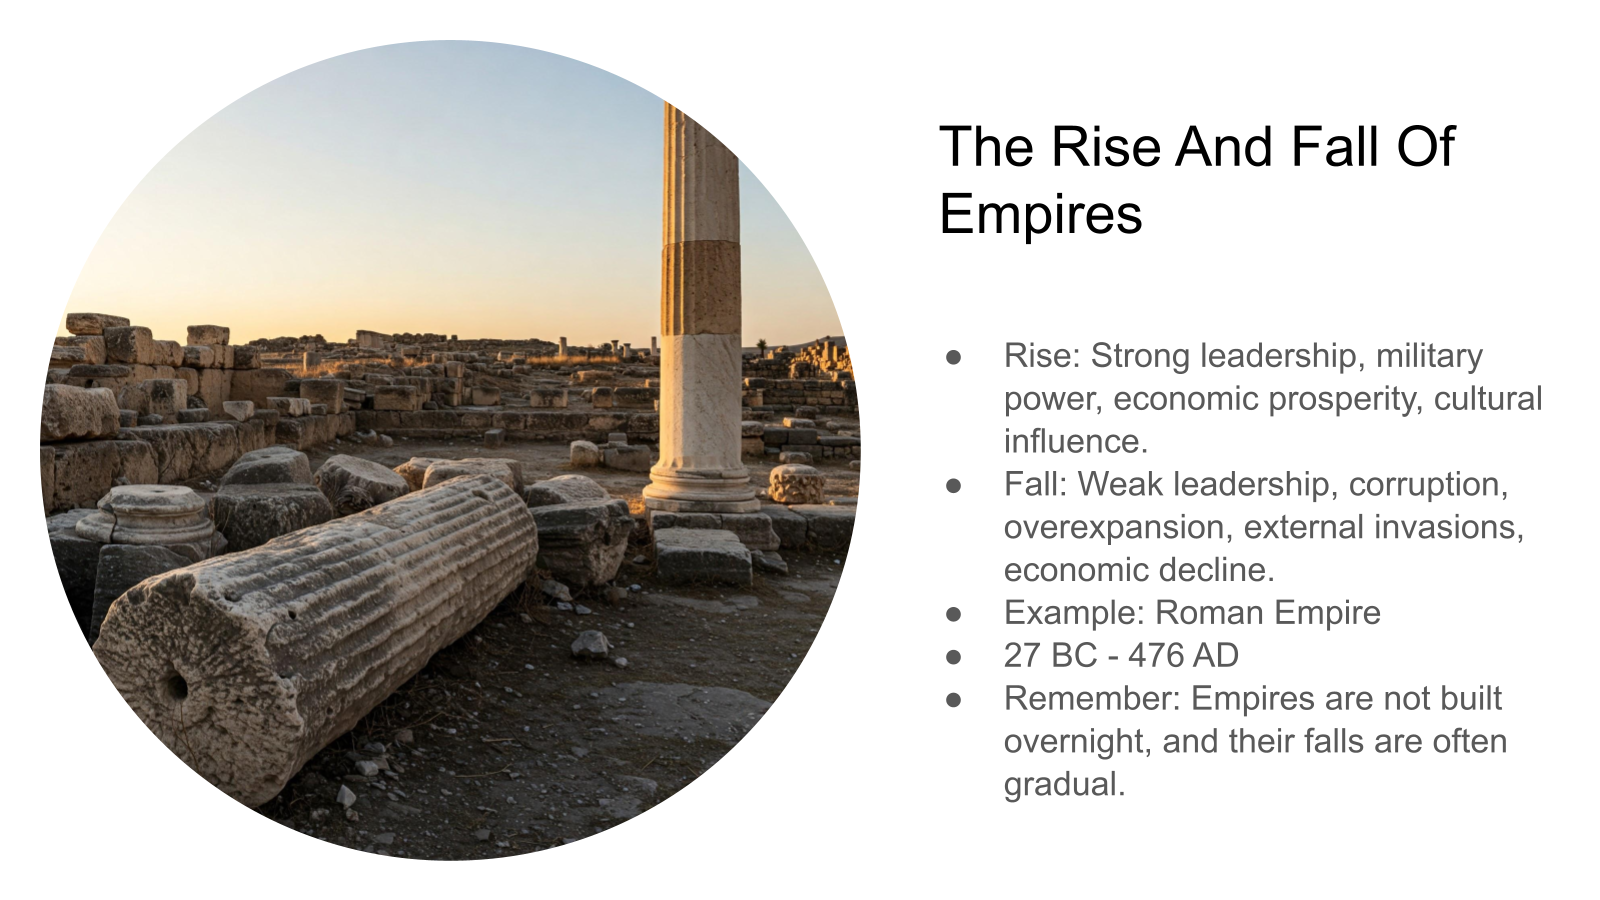 The Rise And Fall Of
Empires
● Rise: Strong leadership, military
power, economic prosperity, cultural
influence.
● Fall: Weak leadership, corruption,
overexpansion, external invasions,
economic decline.
● Example: Roman Empire
● 27 BC - 476 AD
● Remember: Empires are not built
overnight, and their falls are often
gradual.